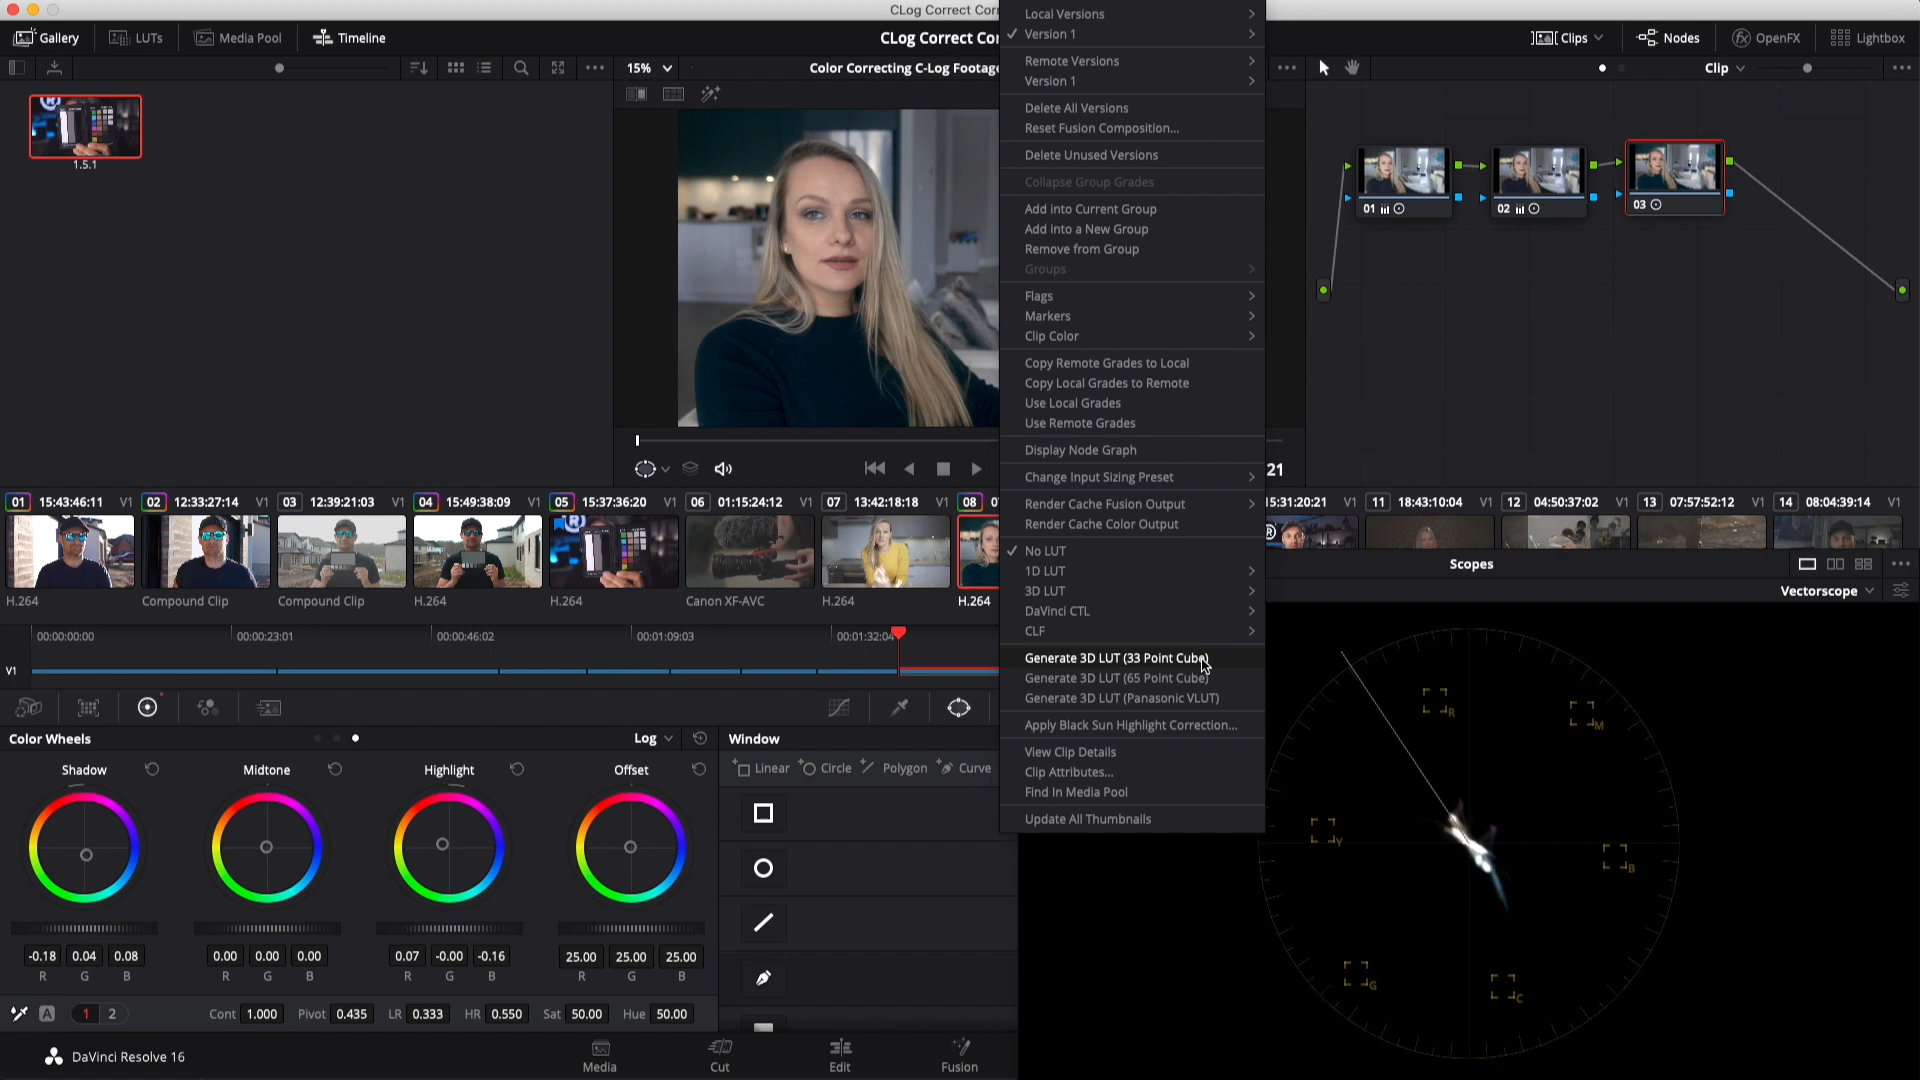 CLog Correct Cor
Gallery
LUTs
Media Pool
Timeline
CLog Correct Cor
Clips
Nodes
OpenFX
Lightbox
15%
Color Correcting C-Log Footage
Clip
1.5.1
Local Versions
Version 1
Remote Versions
Version 1
Delete All Versions
Reset Fusion Composition...
Delete Unused Versions
Collapse Group Grades
Add into Current Group
Add into a New Group
Remove from Group
Groups
Flags
Markers
Clip Color
Copy Remote Grades to Local
Copy Local Grades to Remote
Use Local Grades
Use Remote Grades
Display Node Graph
Change Input Sizing Preset
Render Cache Fusion Output
Render Cache Color Output
No LUT
1D LUT
3D LUT
DaVinci CTL
CLF
Generate 3D LUT (33 Point Cube)
Generate 3D LUT (65 Point Cube)
Generate 3D LUT (Panasonic VLUT)
Apply Black Sun Highlight Correction...
View Clip Details
Clip Attributes...
Find In Media Pool
Update All Thumbnails
01
02
03
21
01 15:43:46:11 V1
02 12:33:27:14 V1
03 12:39:21:03 V1
04 15:49:38:09 V1
05 15:37:36:20 V1
06 01:15:24:12 V1
07 13:42:18:18 V1
08 0
15:31:20:21 V1
11 18:43:10:04 V1
12 04:50:37:02 V1
13 07:57:52:12 V1
14 08:04:39:14 V1
H.264
Compound Clip
Compound Clip
H.264
H.264
Canon XF-AVC
H.264
H.264
00:00:00:00
00:00:23:01
00:00:46:02
00:01:09:03
00:01:32:04
V1
Scopes
Vectorscope
R
M
Y
B
G
C
Color Wheels
Log
Window
Shadow
Midtone
Highlight
Offset
Linear
Circle
Polygon
Curve
-0.18 0.04 0.08
0.00 0.00 0.00
0.07 -0.00 -0.16
25.00 25.00 25.00
R G B
R G B
R G B
R G B
A
1 2
Cont 1.000
Pivot 0.435
LR 0.333
HR 0.550
Sat 50.00
Hue 50.00
DaVinci Resolve 16
Media
Cut
Edit
Fusion